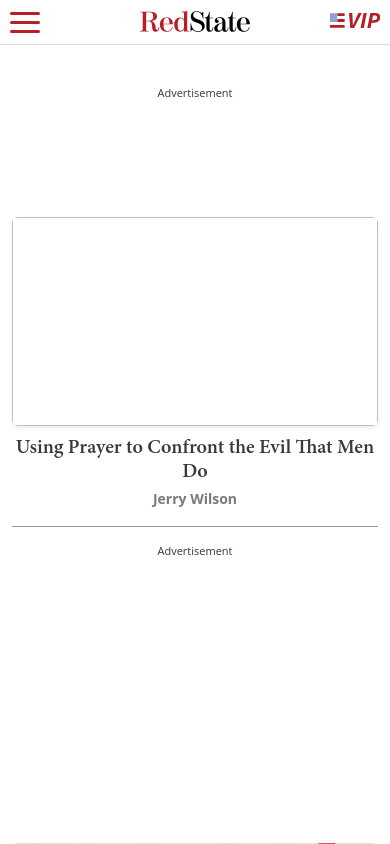 RedState
VIP
Advertisement
Using Prayer to Confront the Evil That Men
Do
Jerry Wilson
Advertisement